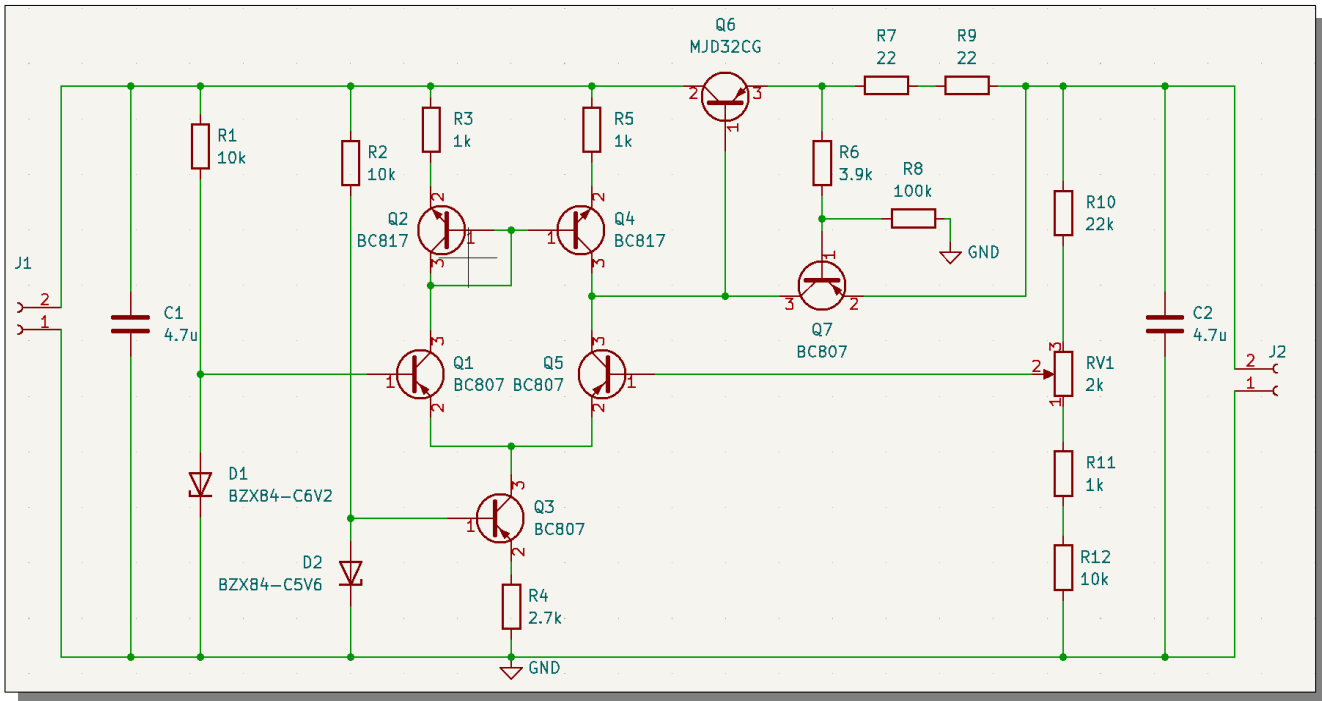 Q6
MJD32CG
2
3
1
R7
22
R9
22
R1
10k
R2
10k
R3
1k
R5
1k
R6
3.9k
R8
100k
GND
R10
22k
2
Q2
BC817
1
3
2
Q4
BC817
1
3
1
3
2
Q7
BC807
J1
2
1
C1
4.7u
C2
4.7u
3
Q1
BC807
1
2
3
Q5
BC807
1
2
3
2
RV1
2k
1
J2
2
1
D1
BZX84-C6V2
R11
1k
3
Q3
BC807
1
2
D2
BZX84-C5V6
R12
10k
R4
2.7k
GND